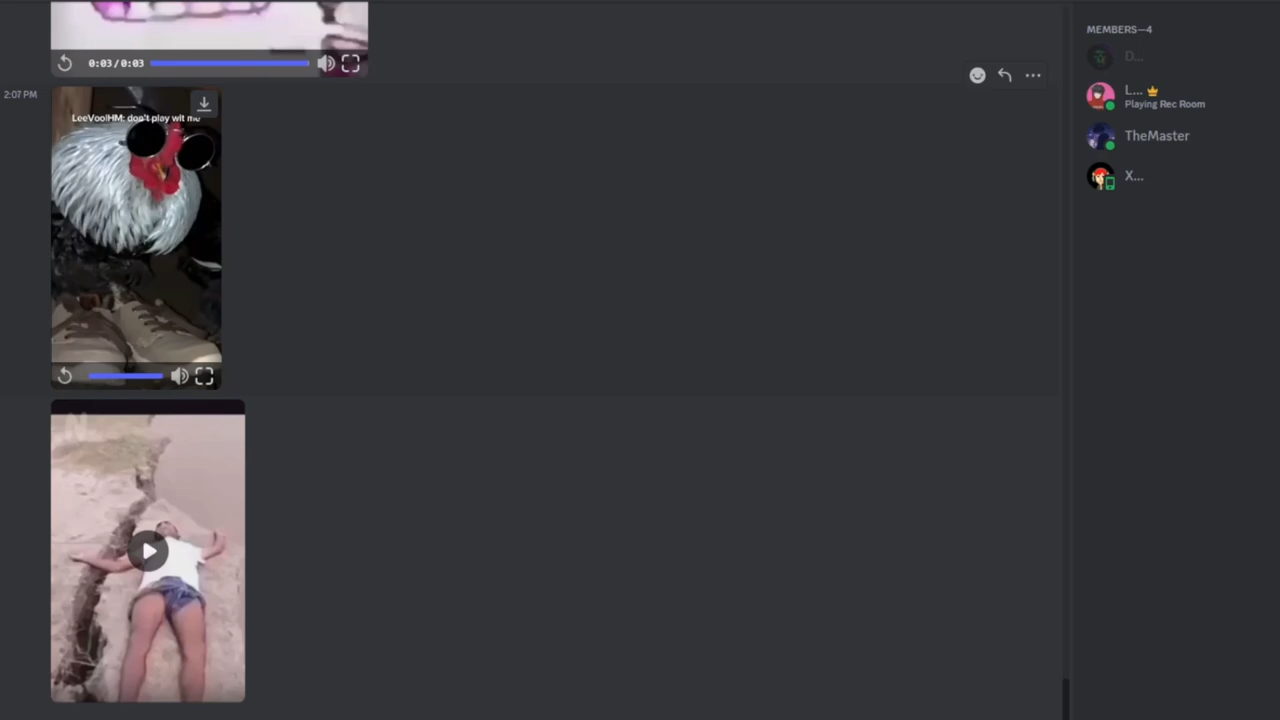 MEMBERS—4
D...
0:03/0:03
L...
2:07 PM
Playing Rec Room
LeeVoolHM: don't play wit me
TheMaster
X...
N